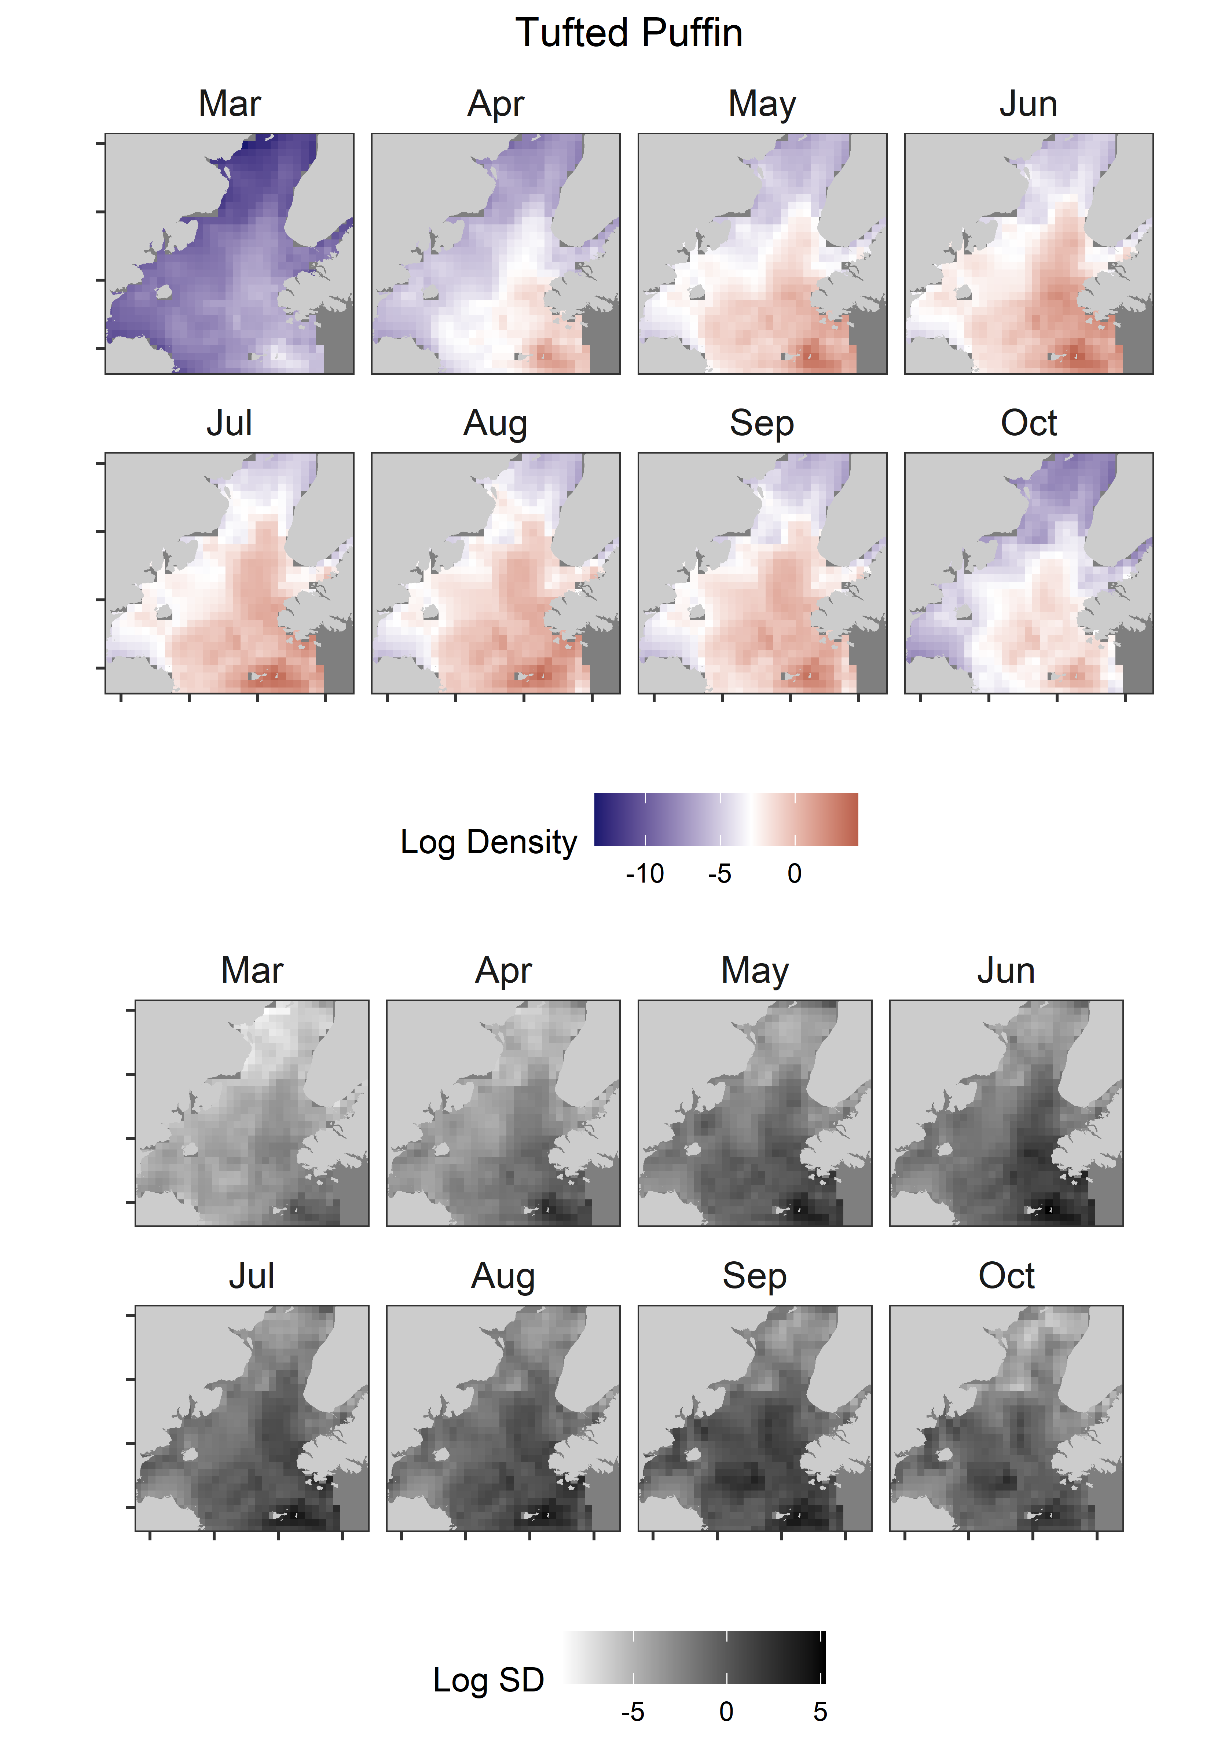 Tufted Puffin
Mar Apr May Jun
Jul Aug Sep Oct
Log Density
-10 -5 0
Mar Apr May Jun
Jul Aug Sep Oct
Log SD
-5 0 5